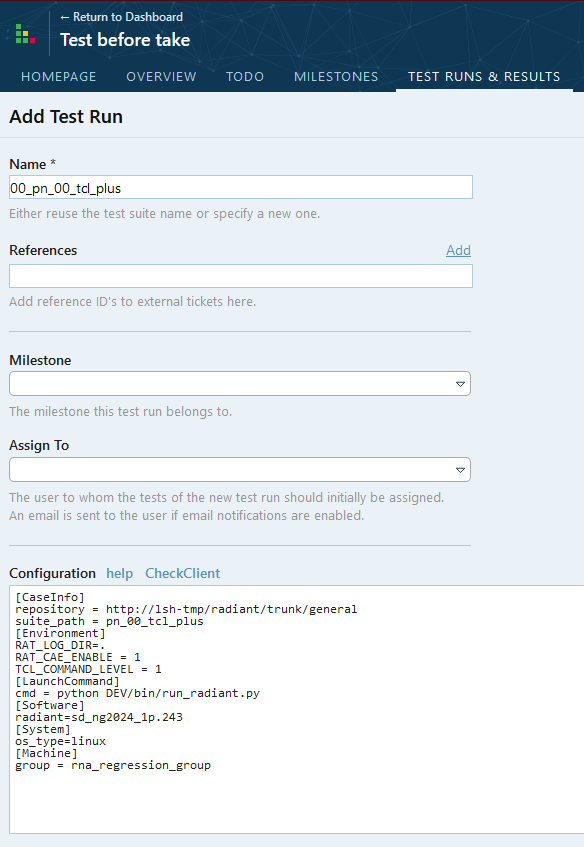 ← Return to Dashboard
Test before take
HOMEPAGE OVERVIEW TODO MILESTONES TEST RUNS & RESULTS
Add Test Run
Name *
00_pn_00_tcl_plus
Either reuse the test suite name or specify a new one.
References Add
Add reference ID's to external tickets here.
Milestone
The milestone this test run belongs to.
Assign To
The user to whom the tests of the new test run should initially be assigned.
An email is sent to the user if email notifications are enabled.
Configuration help CheckClient
[CaseInfo]
repository = http://lsh-tmp/radiant/trunk/general
suite_path = pn_00_tcl_plus
[Environment]
RAT_LOG_DIR=.
RAT_CAE_ENABLE = 1
TCL_COMMAND_LEVEL = 1
[LaunchCommand]
cmd = python DEV/bin/run_radiant.py
[Software]
radiant=sd_ng2024_1p.243
[System]
os_type=linux
[Machine]
group = rna_regression_group